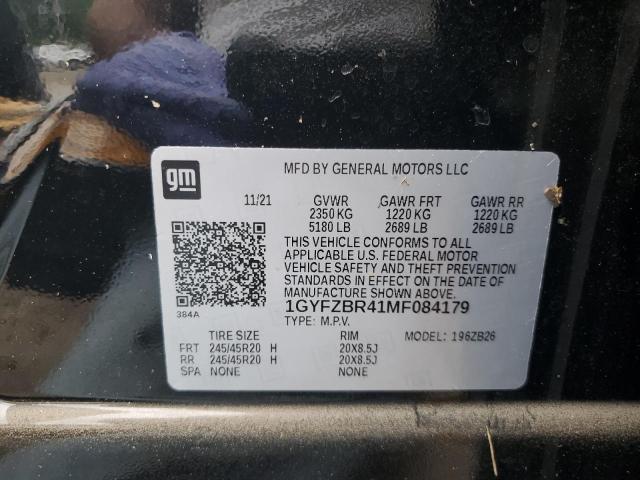 gm
MFD BY GENERAL MOTORS LLC
11/21 GVWR GAWR FRT GAWR RR
2350 KG 1220 KG 1220 KG
5180 LB 2689 LB 2689 LB
THIS VEHICLE CONFORMS TO ALL
APPLICABLE U.S. FEDERAL MOTOR
VEHICLE SAFETY AND THEFT PREVENTION
STANDARDS IN EFFECT ON THE DATE OF
MANUFACTURE SHOWN ABOVE.
384A
1GYFZBR41MF084179
TYPE: M.P.V.
TIRE SIZE RIM MODEL: 196ZB26
FRT 245/45R20 H 20X8.5J
RR 245/45R20 H 20X8.5J
SPA NONE NONE